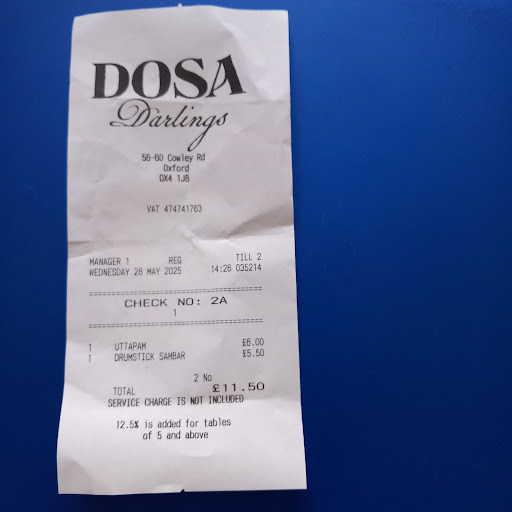 DOSA
Darlings
56-60 Cowley Rd
Oxford
OX4 1JB
VAT 474741763
MANAGER 1 REG TILL 2
WEDNESDAY 28 MAY 2025 14:26 035214
CHECK NO: 2A
1
1 UTTAPAM £6.00
1 DRUMSTICK SAMBAR £5.50
2 No
TOTAL £11.50
SERVICE CHARGE IS NOT INCLUDED
12.5% is added for tables
of 5 and above